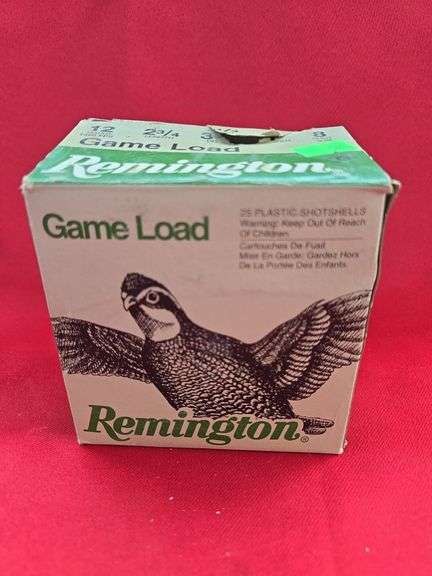 12 2 3/4 8
Game Load
Remington
Game Load
25 PLASTIC SHOTSHELLS
Warning: Keep Out Of Reach
Of Children
Cartouches De Fusil
Mise En Garde: Gardez Hors
De La Portée Des Enfants.
Remington®